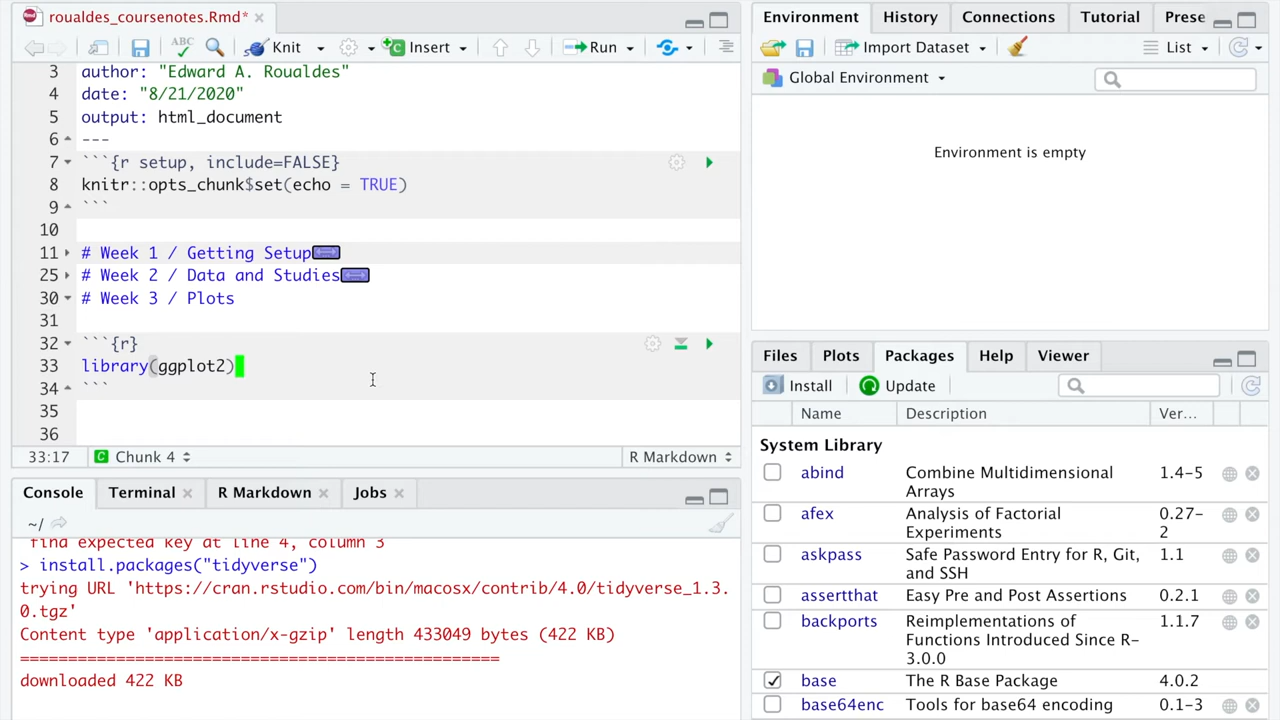 roualdes_coursenotes.Rmd*
ABC Knit Insert Run
3 author: "Edward A. Roualdes"
4 date: "8/21/2020"
5 output: html_document
6 ---
7 ```{r setup, include=FALSE}
8 knitr::opts_chunk$set(echo = TRUE)
9 ```
10
11 # Week 1 / Getting Setup
25 # Week 2 / Data and Studies
30 # Week 3 / Plots
31
32 ```{r}
33 library(ggplot2)
34 ```
35
36
33:17 C Chunk 4 R Markdown
Console Terminal R Markdown Jobs
~/
find expected key at line 4, column 3
> install.packages("tidyverse")
trying URL 'https://cran.rstudio.com/bin/macosx/contrib/4.0/tidyverse_1.3.
0.tgz'
Content type 'application/x-gzip' length 433049 bytes (422 KB)
==================================================
downloaded 422 KB
Environment History Connections Tutorial Prese
Import Dataset List
Global Environment
Environment is empty
Files Plots Packages Help Viewer
Install Update
Name Description Ver...
System Library
abind Combine Multidimensional Arrays 1.4-5
afex Analysis of Factorial Experiments 0.27-2
askpass Safe Password Entry for R, Git, and SSH 1.1
assertthat Easy Pre and Post Assertions 0.2.1
backports Reimplementations of Functions Introduced Since R-3.0.0 1.1.7
base The R Base Package 4.0.2
base64enc Tools for base64 encoding 0.1-3